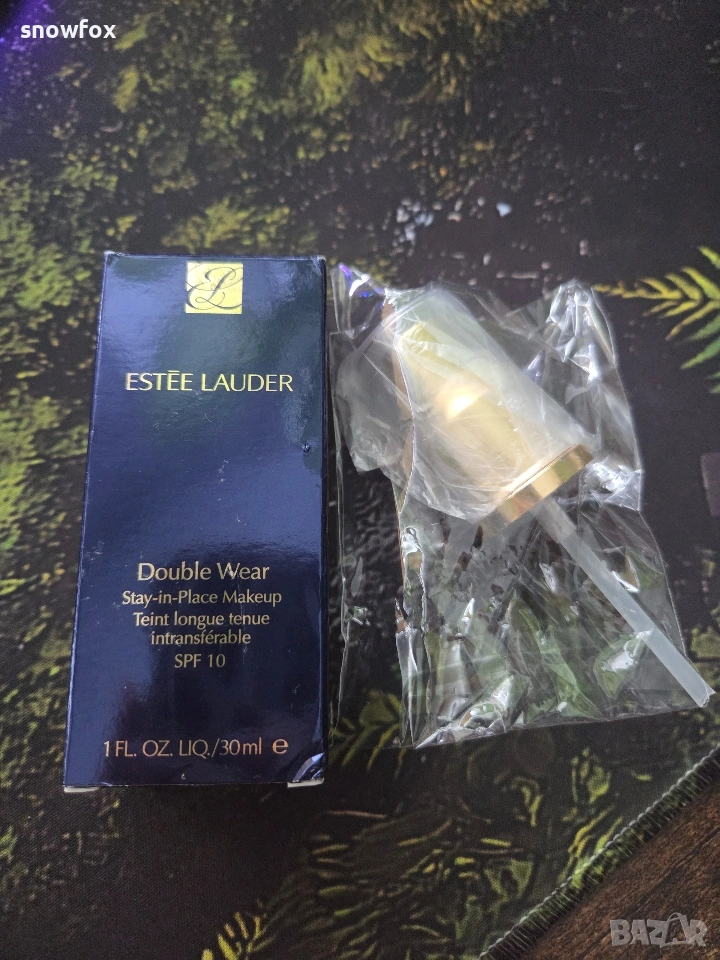 snowfox
ESTĒE LAUDER
Double Wear
Stay-in-Place Makeup
Teint longue tenue
intransférable
SPF 10
1 FL. OZ. LIQ./30ml e
BAZAR